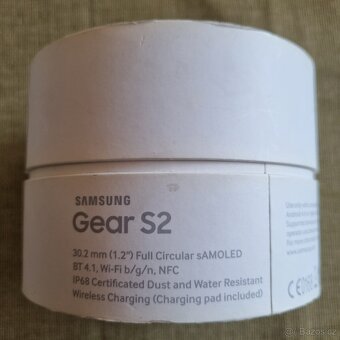 SAMSUNG
Gear S2
30.2 mm (1.2") Full Circular sAMOLED
BT 4.1, Wi-Fi b/g/n, NFC
IP68 Certificated Dust and Water Resistant
Wireless Charging (Charging pad included)
CE0168
© Bazos.cz